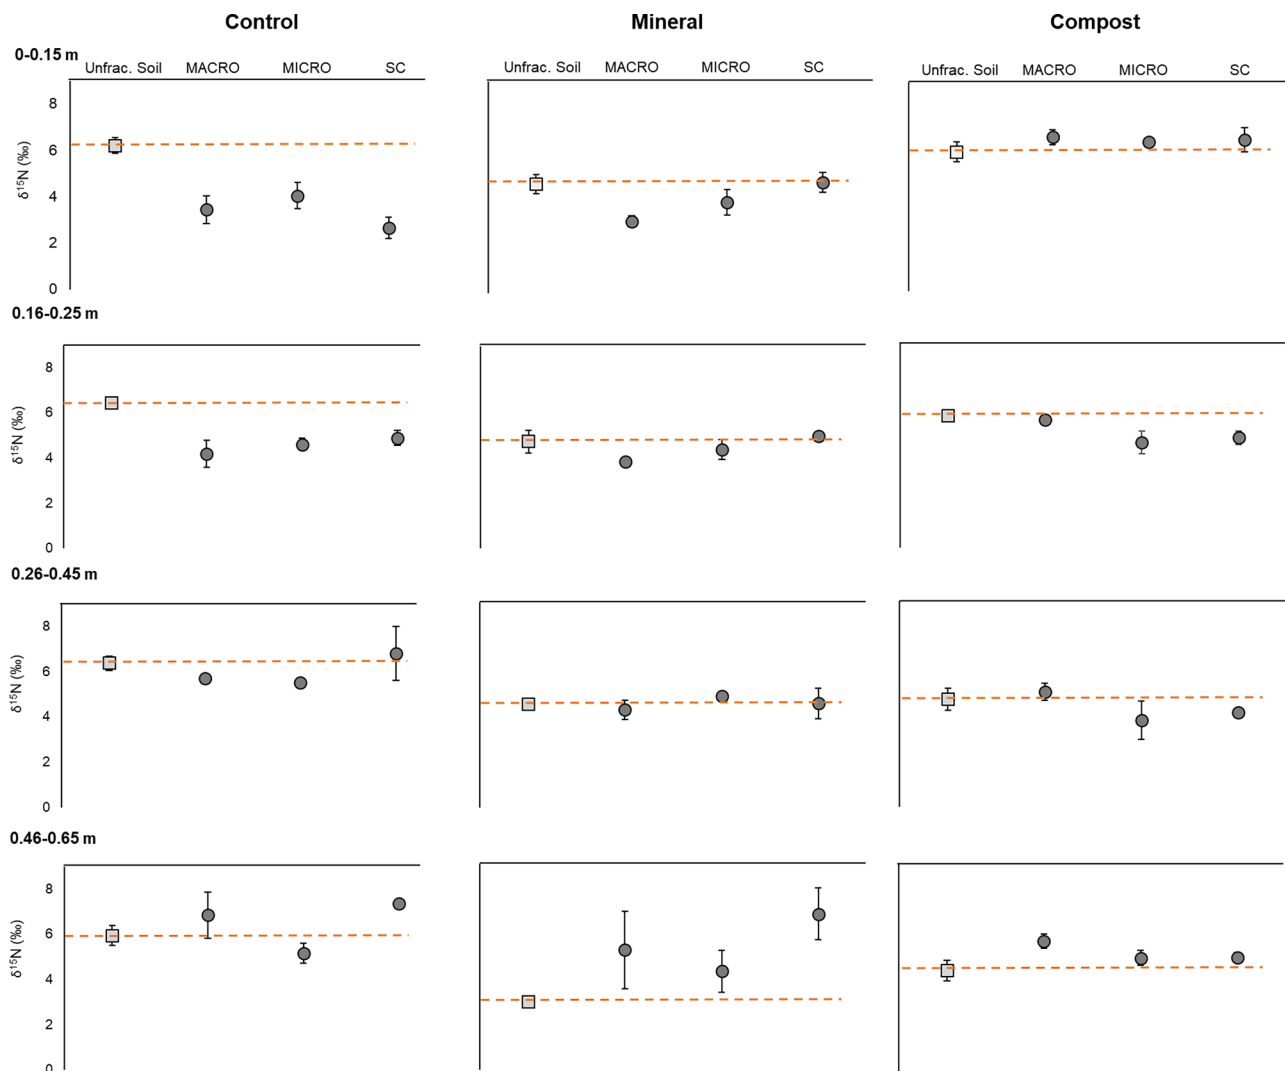 Control Mineral Compost
0-0.15 m
Unfrac. Soil MACRO MICRO SC Unfrac. Soil MACRO MICRO SC Unfrac. Soil MACRO MICRO SC
8
6
4
2
0
δ¹⁵N (‰)
0.16-0.25 m
8
6
4
2
0
δ¹⁵N (‰)
0.26-0.45 m
8
6
4
2
0
δ¹⁵N (‰)
0.46-0.65 m
8
6
4
2
0
δ¹⁵N (‰)